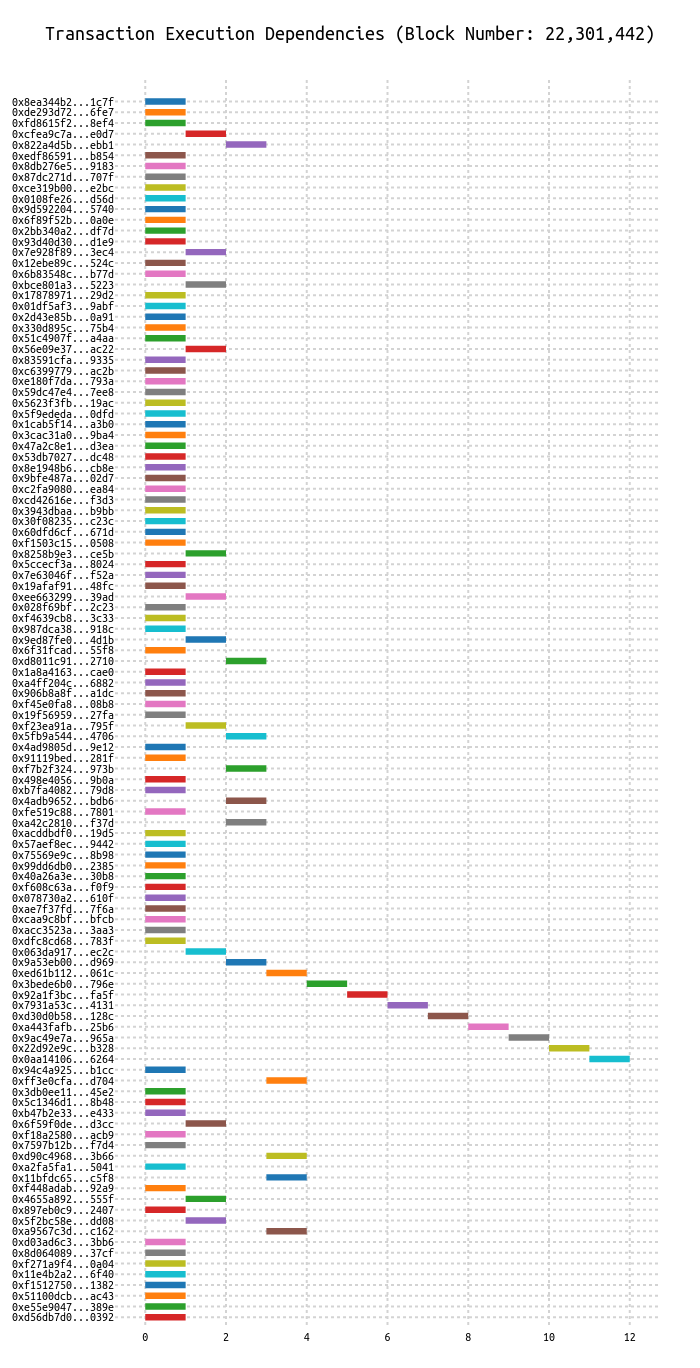 Transaction Execution Dependencies (Block Number: 22,301,442)
0x8ea344b2...1c7f
0xde293d72...6fe7
0xfd8615f2...8ef4
0xcfea9c7a...e0d7
0x822a4d5b...ebb1
0xedf86591...b854
0x8db276e5...9183
0x87dc271d...707f
0xce319b00...e2bc
0x0108fe26...d56d
0x9d592204...5740
0x6f89f52b...0a0e
0x2bb340a2...df7d
0x93d40d30...d1e9
0x7e928f89...3ec4
0x12ebe89c...524c
0x6b83548c...b77d
0xbce801a3...5223
0x17878971...29d2
0x01df5af3...9abf
0x2d43e85b...0a91
0x330d895c...75b4
0x51c4907f...a4aa
0x56e09e37...ac22
0x83591cfa...9335
0xc6399779...ac2b
0xe180f7da...793a
0x59dc47e4...7ee8
0x5623f3fb...19ac
0x5f9ededa...0dfd
0x1cab5f14...a3b0
0x3cac31a0...9ba4
0x47a2c8e1...d3ea
0x53db7027...dc48
0x8e1948b6...cb8e
0x9bfe487a...02d7
0xc2fa9080...ea84
0xcd42616e...f3d3
0x3943dbaa...b9bb
0x30f08235...c23c
0x60dfd6cf...671d
0xf1503c15...0508
0x8258b9e3...ce5b
0x5ccecf3a...8024
0x7e63046f...f52a
0x19afaf91...48fc
0xee663299...39ad
0x028f69bf...2c23
0xf4639cb8...3c33
0x987dca38...918c
0x9ed87fe0...4d1b
0x6f31fcad...55f8
0xd8011c91...2710
0x1a8a4163...cae0
0xa4ff204c...6882
0x906b8a8f...a1dc
0xf45e0fa8...08b8
0x19f56959...27fa
0xf23ea91a...795f
0x5fb9a544...4706
0x4ad9805d...9e12
0x91119bed...281f
0xf7b2f324...973b
0x498e4056...9b0a
0xb7fa4082...79d8
0x4adb9652...bdb6
0xfe519c88...7801
0xa42c2810...f37d
0xacddbdf0...19d5
0x57aef8ec...9442
0x75569e9c...8b98
0x99dd6db0...2385
0x40a26a3e...30b8
0xf608c63a...f0f9
0x078730a2...610f
0xae7f37fd...7f6a
0xcaa9c8bf...bfcb
0xacc3523a...3aa3
0xdfc8cd68...783f
0x063da917...ec2c
0x9a53eb00...d969
0xed61b112...061c
0x3bede6b0...796e
0x92a1f3bc...fa5f
0x7931a53c...4131
0xd30d0b58...128c
0xa443fafb...25b6
0x9ac49e7a...965a
0x22d92e9c...b328
0x0aa14106...6264
0x94c4a925...b1cc
0xff3e0cfa...d704
0x3db0ee11...45e2
0x5c1346d1...8b48
0xb47b2e33...e433
0x6f59f0de...d3cc
0xf18a2580...acb9
0x7597b12b...f7d4
0xd90c4968...3b66
0xa2fa5fa1...5041
0x11bfdc65...c5f8
0xf448adab...92a9
0x4655a892...555f
0x897eb0c9...2407
0x5f2bc58e...dd08
0xa9567c3d...c162
0xd03ad6c3...3bb6
0x8d064089...37cf
0xf271a9f4...0a04
0x11e4b2a2...6f40
0xf1512750...1382
0x51100dcb...ac43
0xe55e9047...389e
0xd56db7d0...0392
0 2 4 6 8 10 12